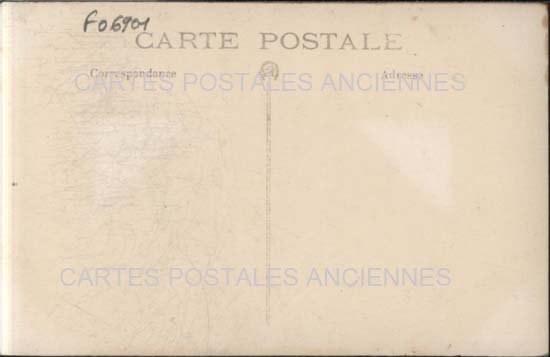 F06901
CARTE POSTALE
Correspondance Adresse
CARTES POSTALES ANCIENNES
CARTES POSTALES ANCIENNES